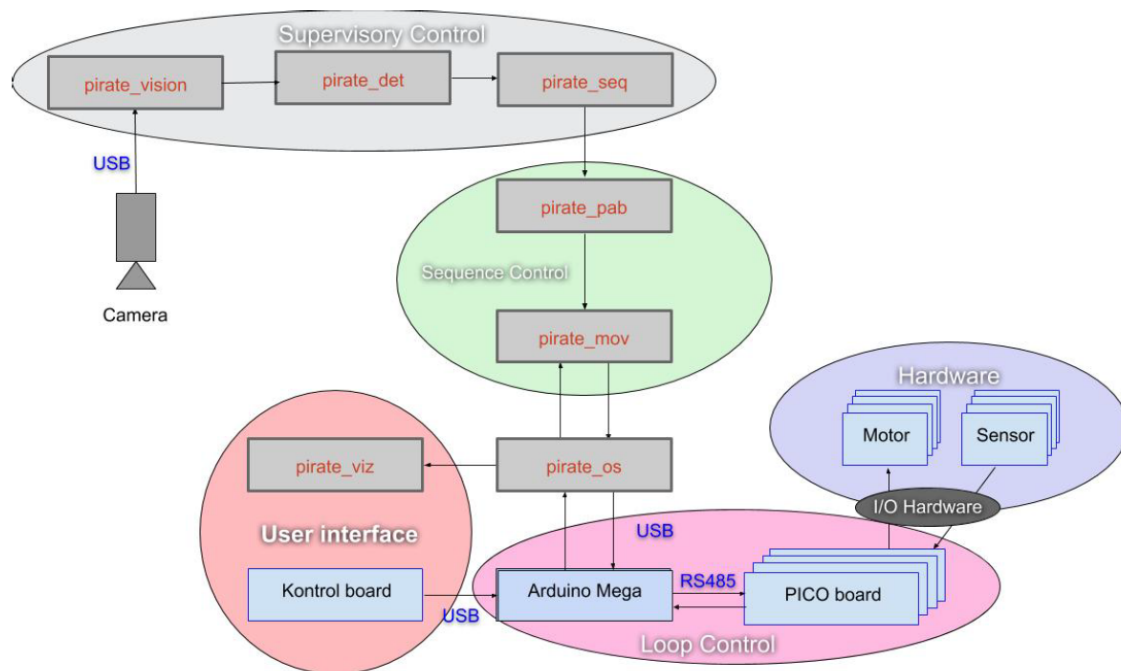 Supervisory Control
pirate_vision
pirate_det
pirate_seq
USB
Camera
pirate_pab
Sequence Control
pirate_mov
Hardware
Motor
Sensor
I/O Hardware
pirate_viz
pirate_os
User interface
USB
Kontrol board
USB
Arduino Mega
RS485
PICO board
Loop Control